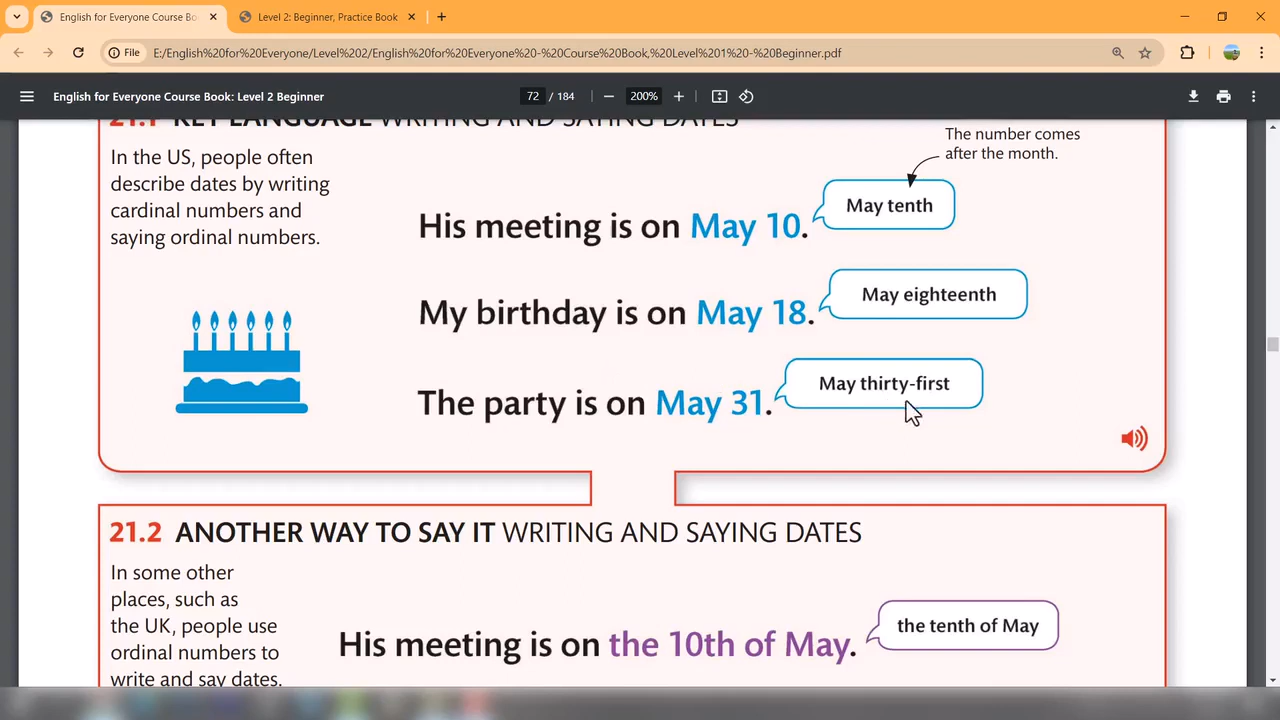 English for Everyone Course Bo
Level 2: Beginner, Practice Book
File
E:/English%20for%20Everyone/Level%202/English%20for%20Everyone%20-%20Course%20Book,%20Level%201%20-%20Beginner.pdf
English for Everyone Course Book: Level 2 Beginner
72 / 184
200%
21.1 KEY LANGUAGE WRITING AND SAYING DATES
In the US, people often
describe dates by writing
cardinal numbers and
saying ordinal numbers.
The number comes
after the month.
His meeting is on May 10.
May tenth
My birthday is on May 18.
May eighteenth
The party is on May 31.
May thirty-first
21.2 ANOTHER WAY TO SAY IT WRITING AND SAYING DATES
In some other
places, such as
the UK, people use
ordinal numbers to
write and say dates.
His meeting is on the 10th of May.
the tenth of May